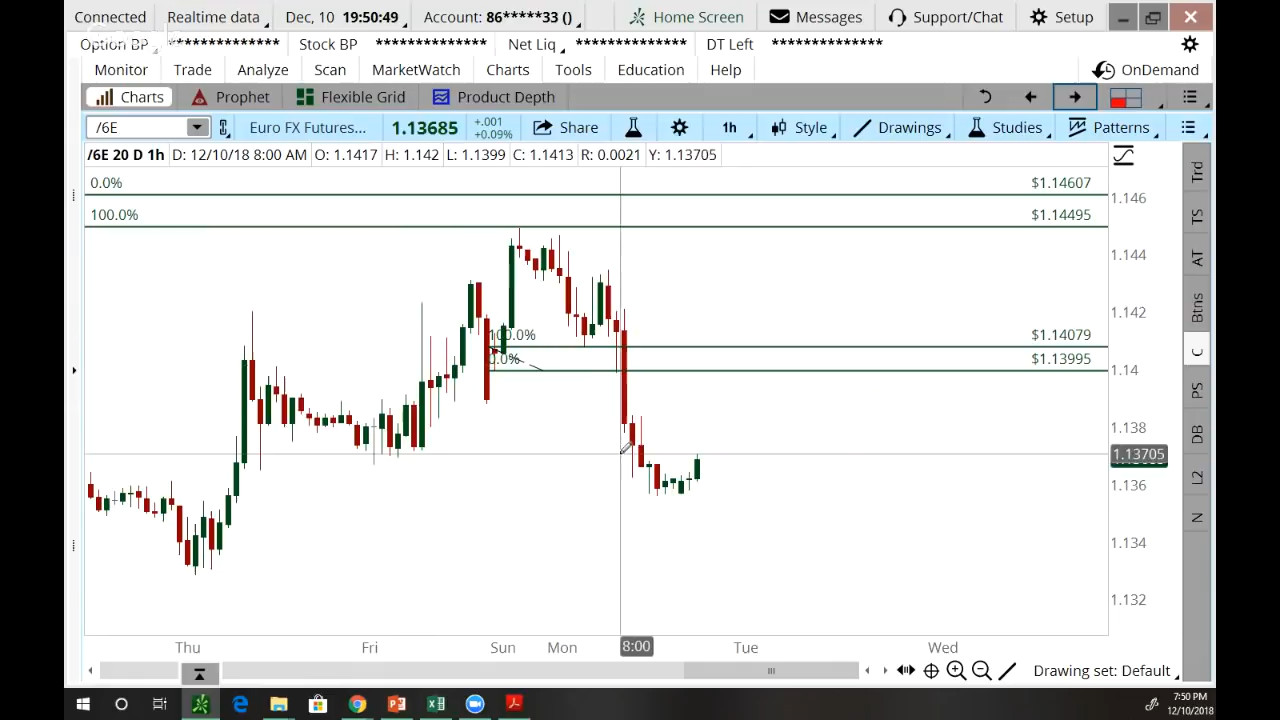 Connected Realtime data Dec, 10 19:50:49 Account: 86*****33 () Home Screen Messages Support/Chat Setup
Option BP ************** Stock BP ************** Net Liq ************** DT Left **************
Monitor Trade Analyze Scan MarketWatch Charts Tools Education Help OnDemand
Charts Prophet Flexible Grid Product Depth
/6E Euro FX Futures... 1.13685 +.001 +0.09% Share 1h Style Drawings Studies Patterns
/6E 20 D 1h D: 12/10/18 8:00 AM O: 1.1417 H: 1.142 L: 1.1399 C: 1.1413 R: 0.0021 Y: 1.13705
0.0% $1.14607
1.146
100.0% $1.14495
1.144
1.142
100.0% $1.14079
0.0% $1.13995
1.14
1.138
1.13705
1.136
1.134
1.132
Trd
TS
AT
Btns
C
PS
DB
L2
N
Thu Fri Sun Mon 8:00 Tue Wed
Drawing set: Default
7:50 PM
12/10/2018